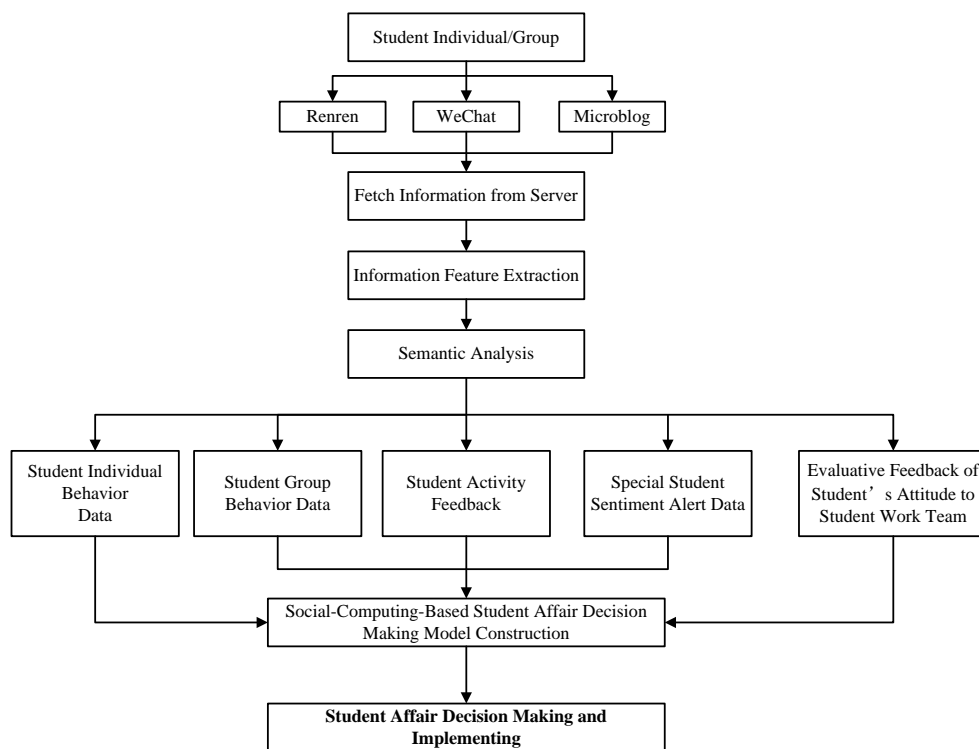 Student Individual/Group
Renren
WeChat
Microblog
Fetch Information from Server
Information Feature Extraction
Semantic Analysis
Student Individual
Behavior
Data
Student Group
Behavior Data
Student Activity
Feedback
Special Student
Sentiment Alert Data
Evaluative Feedback of
Student’s Attitude to
Student Work Team
Social-Computing-Based Student Affair Decision
Making Model Construction
Student Affair Decision Making and
Implementing